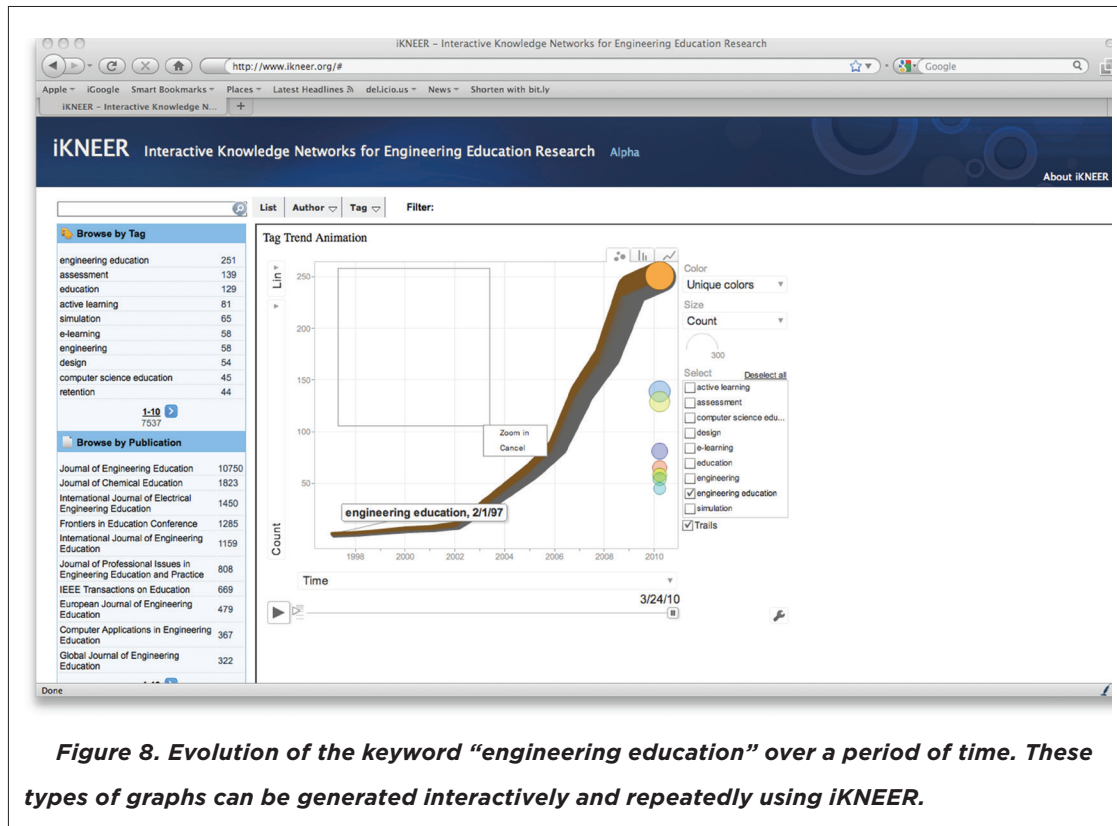 iKNEER – Interactive Knowledge Networks for Engineering Education Research
http://www.ikneer.org/#
Google
Apple iGoogle Smart Bookmarks Places Latest Headlines del.icio.us News Shorten with bit.ly
iKNEER – Interactive Knowledge N... +
iKNEER Interactive Knowledge Networks for Engineering Education Research Alpha
About iKNEER
List Author Tag Filter:
Browse by Tag
engineering education 251
assessment 139
education 129
active learning 81
simulation 65
e-learning 58
engineering 58
design 54
computer science education 45
retention 44
1-10
7537
Browse by Publication
Journal of Engineering Education 10750
Journal of Chemical Education 1823
International Journal of Electrical
Engineering Education 1450
Frontiers in Education Conference 1285
International Journal of Engineering
Education 1159
Journal of Professional Issues in
Engineering Education and Practice 808
IEEE Transactions on Education 669
European Journal of Engineering
Education 479
Computer Applications in Engineering
Education 367
Global Journal of Engineering
Education 322
Tag Trend Animation
Lin
250
200
150
100
50
Count
Zoom in
Cancel
engineering education, 2/1/97
1998 2000 2002 2004 2006 2008 2010
Time
3/24/10
Color
Unique colors
Size
Count
300
Select Deselect all
active learning
assessment
computer science edu...
design
e-learning
education
engineering
engineering education
simulation
Trails
Done
Figure 8. Evolution of the keyword “engineering education” over a period of time. These
types of graphs can be generated interactively and repeatedly using iKNEER.